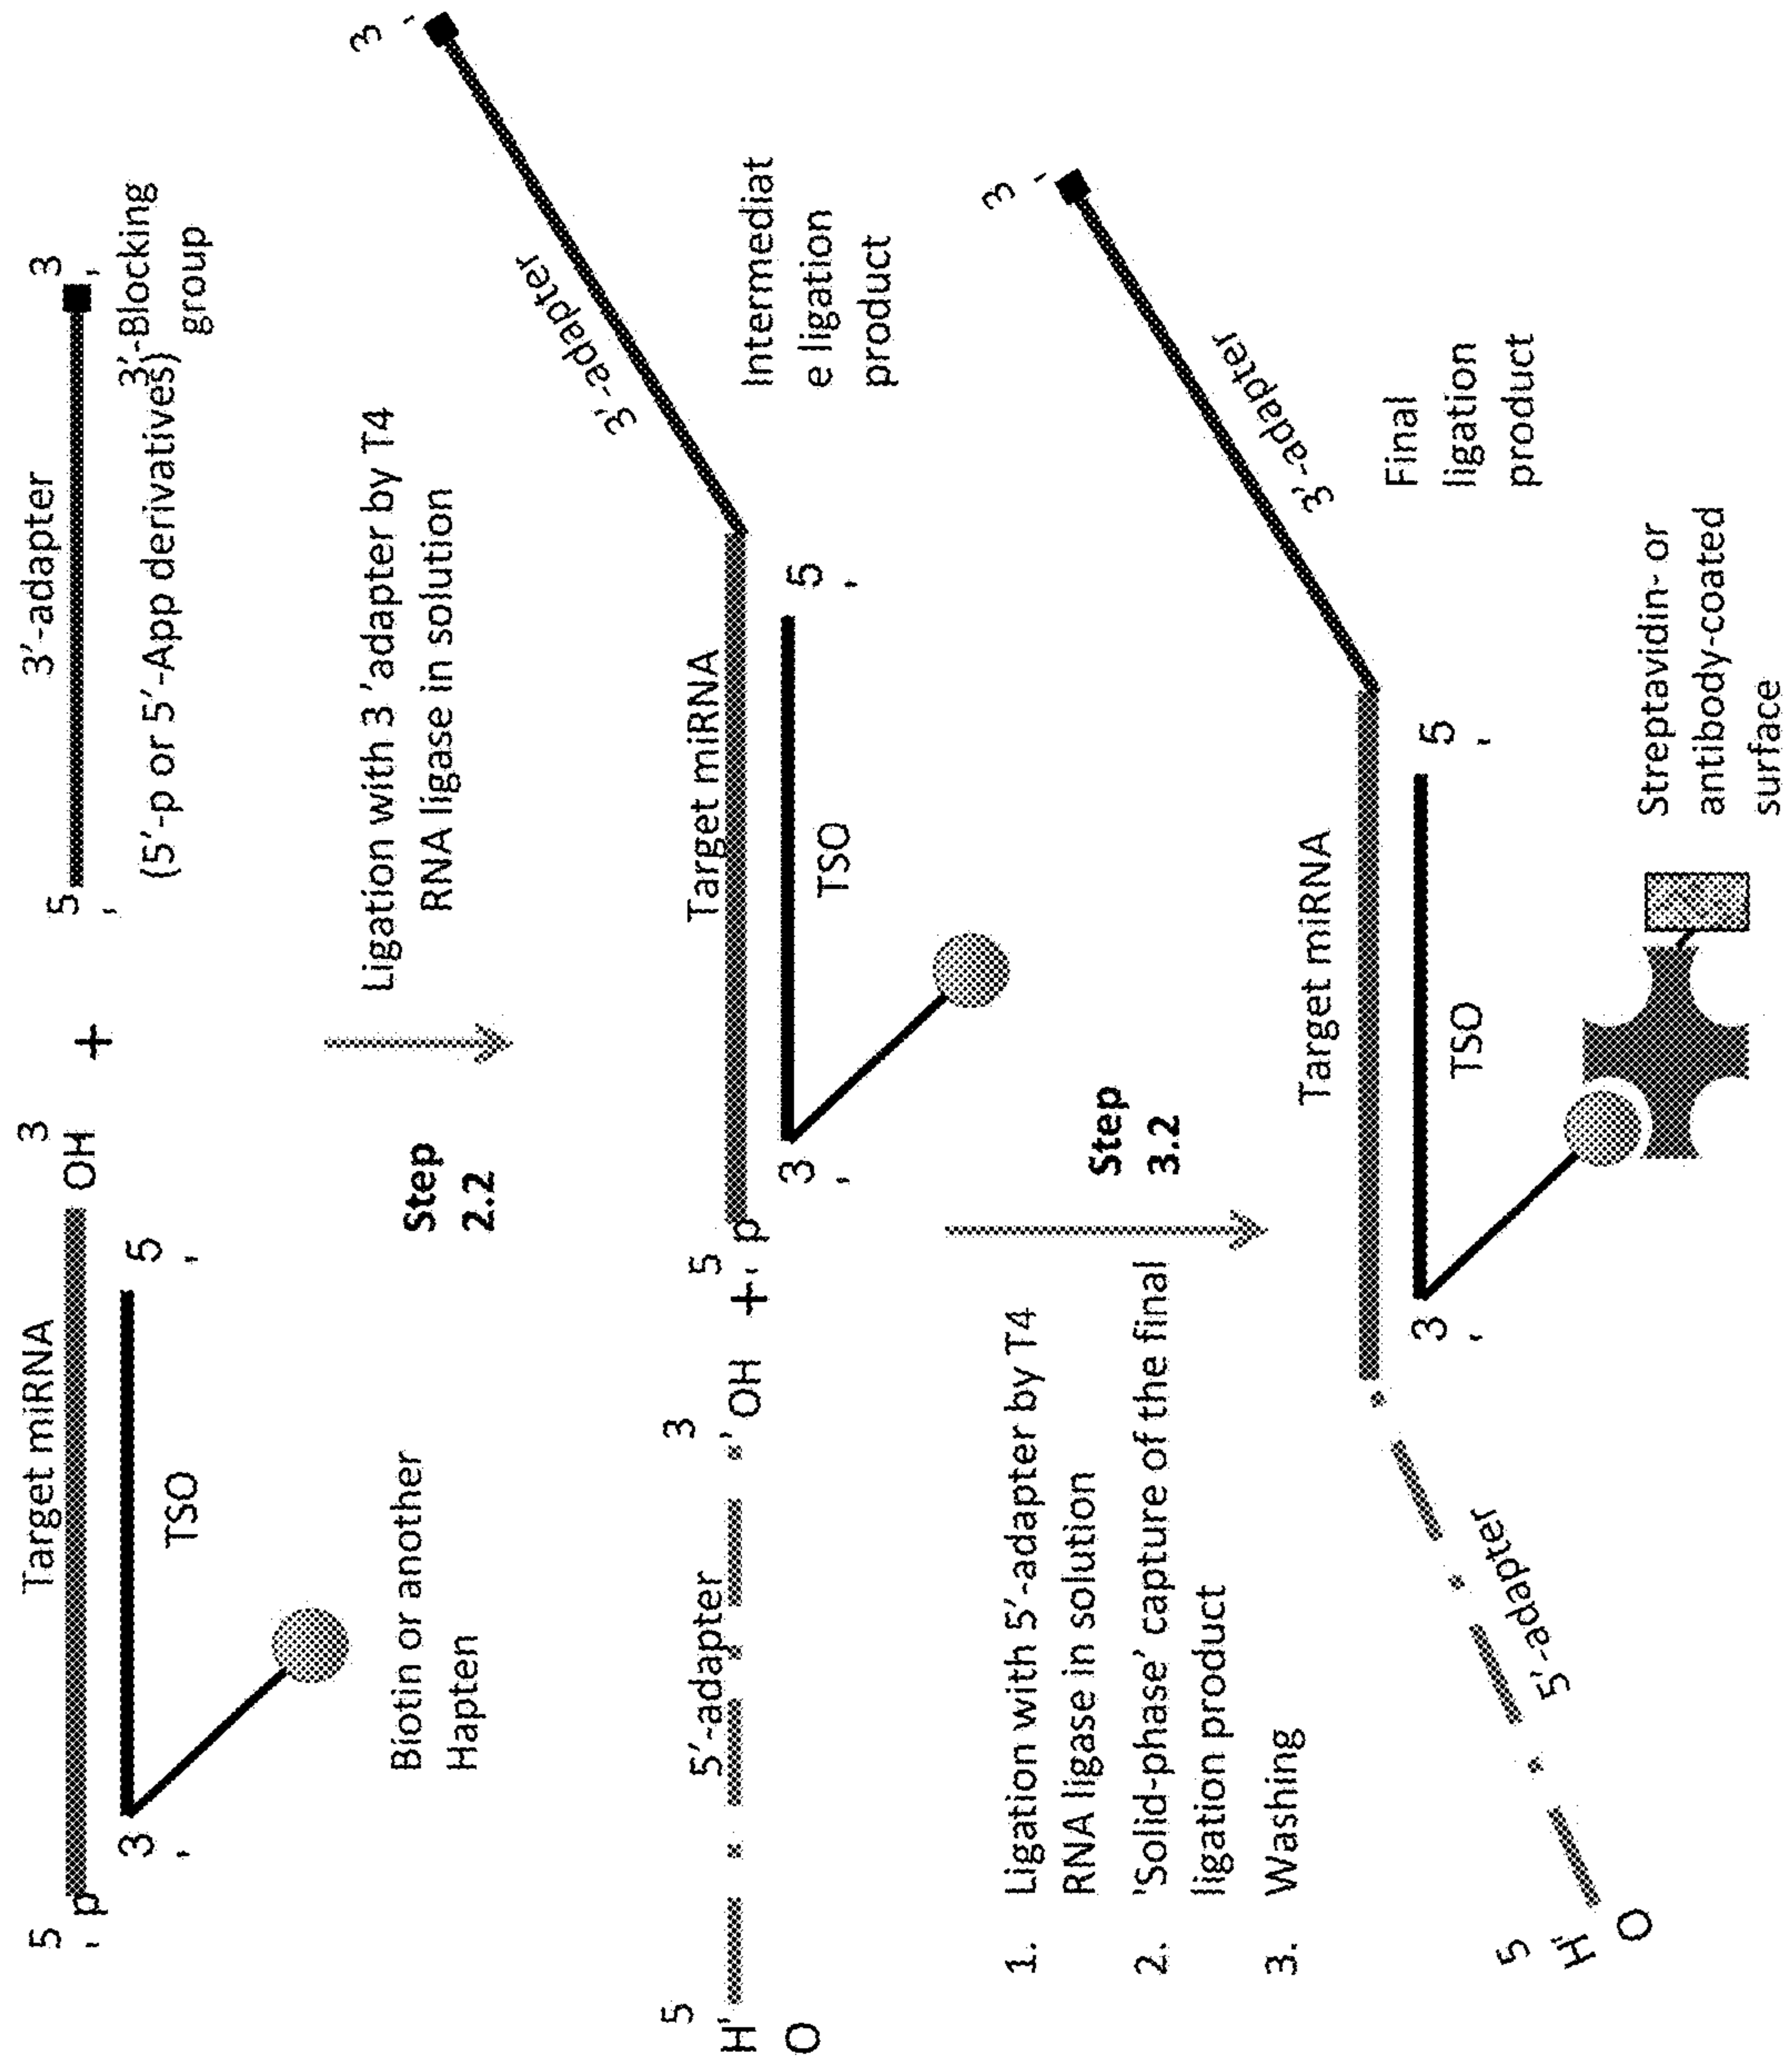 Target miRNA
3'-adapter
5
'
p
OH
3
+
5
'
3
'
3
'
TSO
5
'
(5'-p or 5'-App derivatives)
3'-Blocking
group
Biotin or another
Hapten
Step
2.2
Ligation with 3 'adapter by T4
RNA ligase in solution
3
'
3'-adapter
5
H'
O
5'-adapter
3
'
OH
+
5
'
p
Target miRNA
3
'
TSO
5
'
Intermediat
e ligation
product
1. Ligation with 5'-adapter by T4
RNA ligase in solution
2. 'Solid-phase' capture of the final
ligation product
3. Washing
Step
3.2
3
'
3'-adapter
Target miRNA
3
'
TSO
5
'
Final
ligation
product
5'-adapter
5
H'
O
Streptavidin- or
antibody-coated
surface